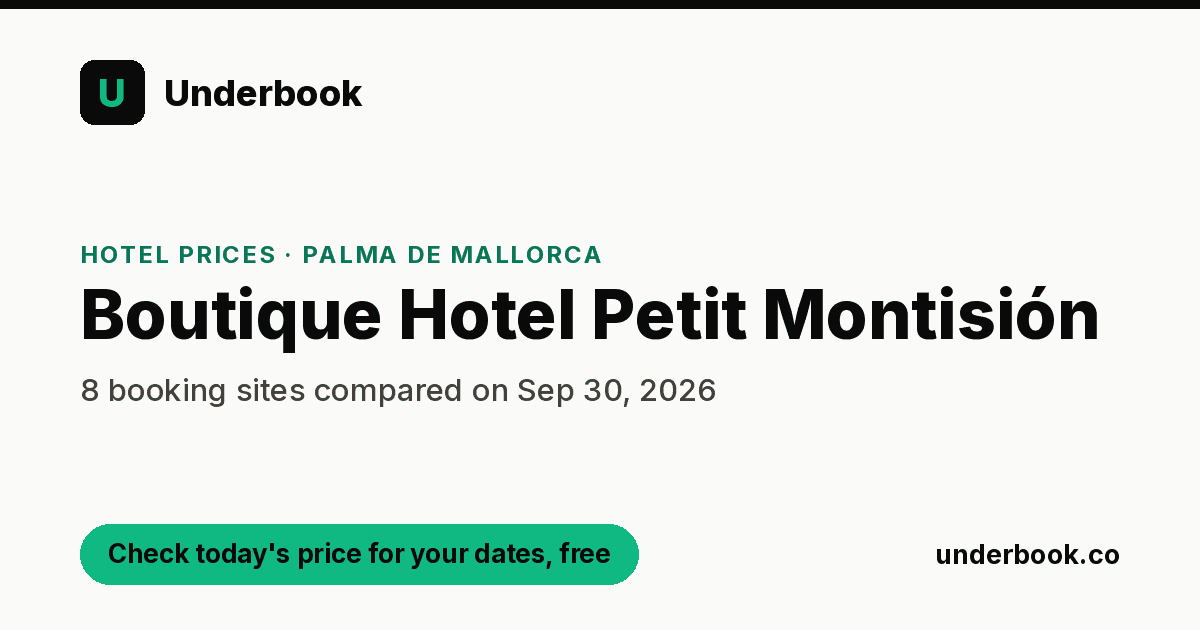 U
Underbook
HOTEL PRICES · PALMA DE MALLORCA
Boutique Hotel Petit Montisión
8 booking sites compared on Sep 30, 2026
Check today's price for your dates, free
underbook.co